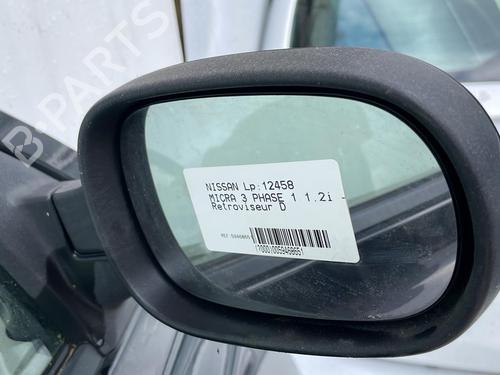 B-PARTS
NISSAN Lp:12458
MICRA 3 PHASE 1 1.2i -
Retroviseur D